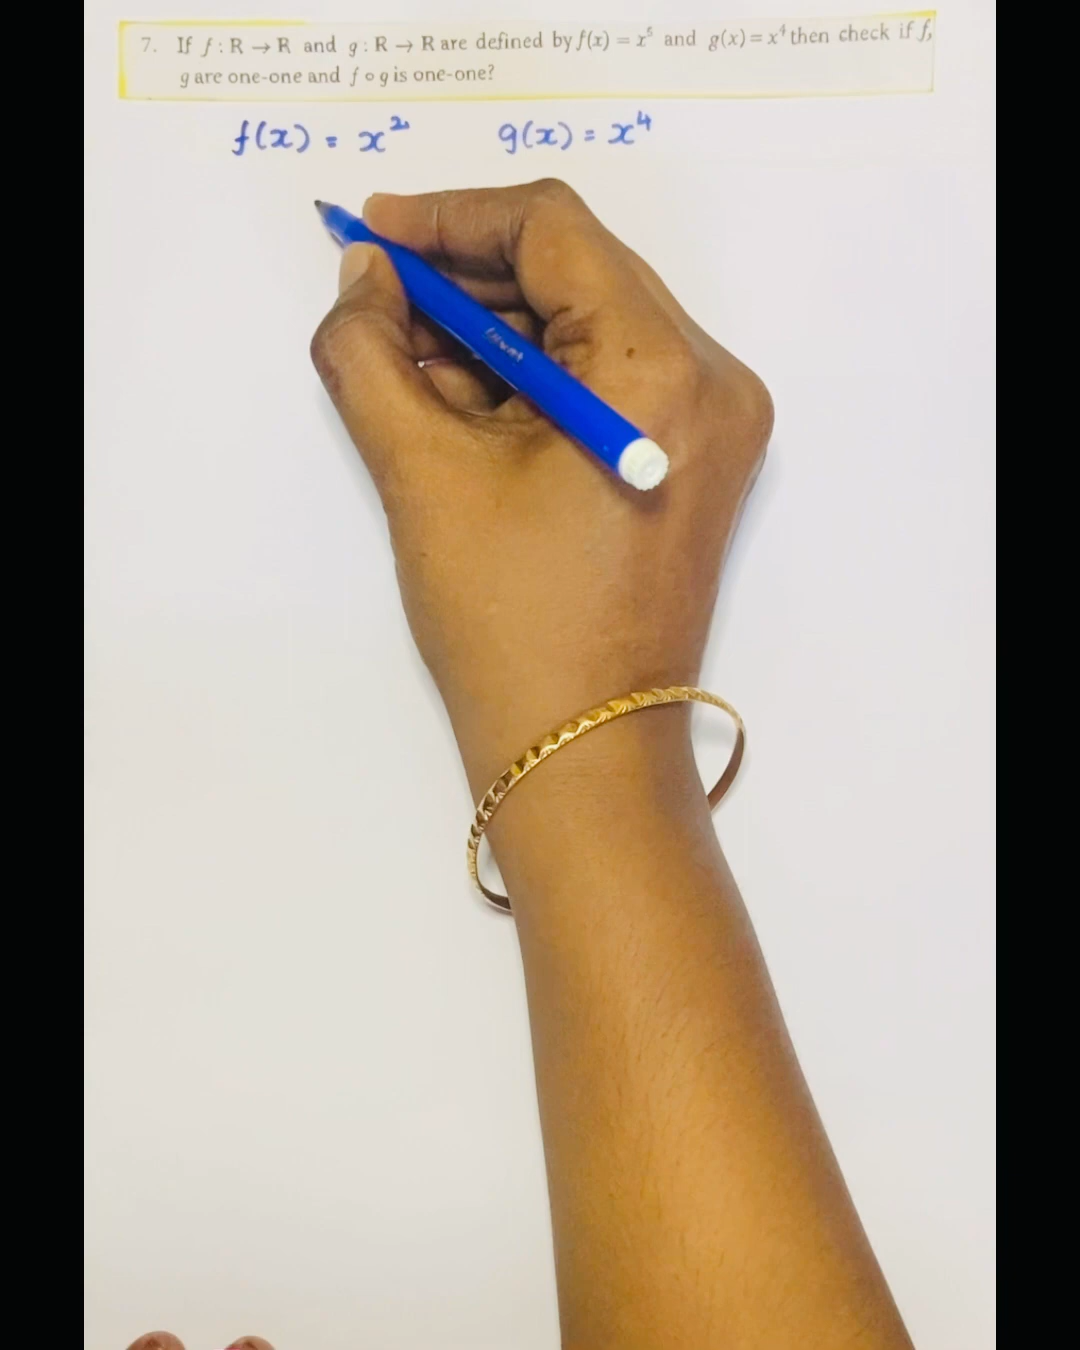 7. If f : R → R and g : R → R are defined by f(x) = x⁵ and g(x) = x⁴ then check if f,
g are one-one and f ∘ g is one-one?
f(x) = x² g(x) = x⁴